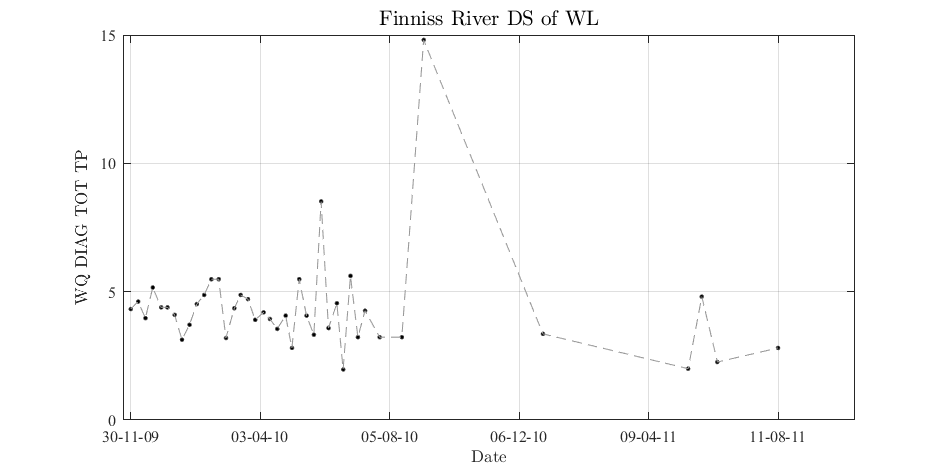 Finniss River DS of WL
15
10
5
0
WQ DIAG TOT TP
30-11-09 03-04-10 05-08-10 06-12-10 09-04-11 11-08-11
Date